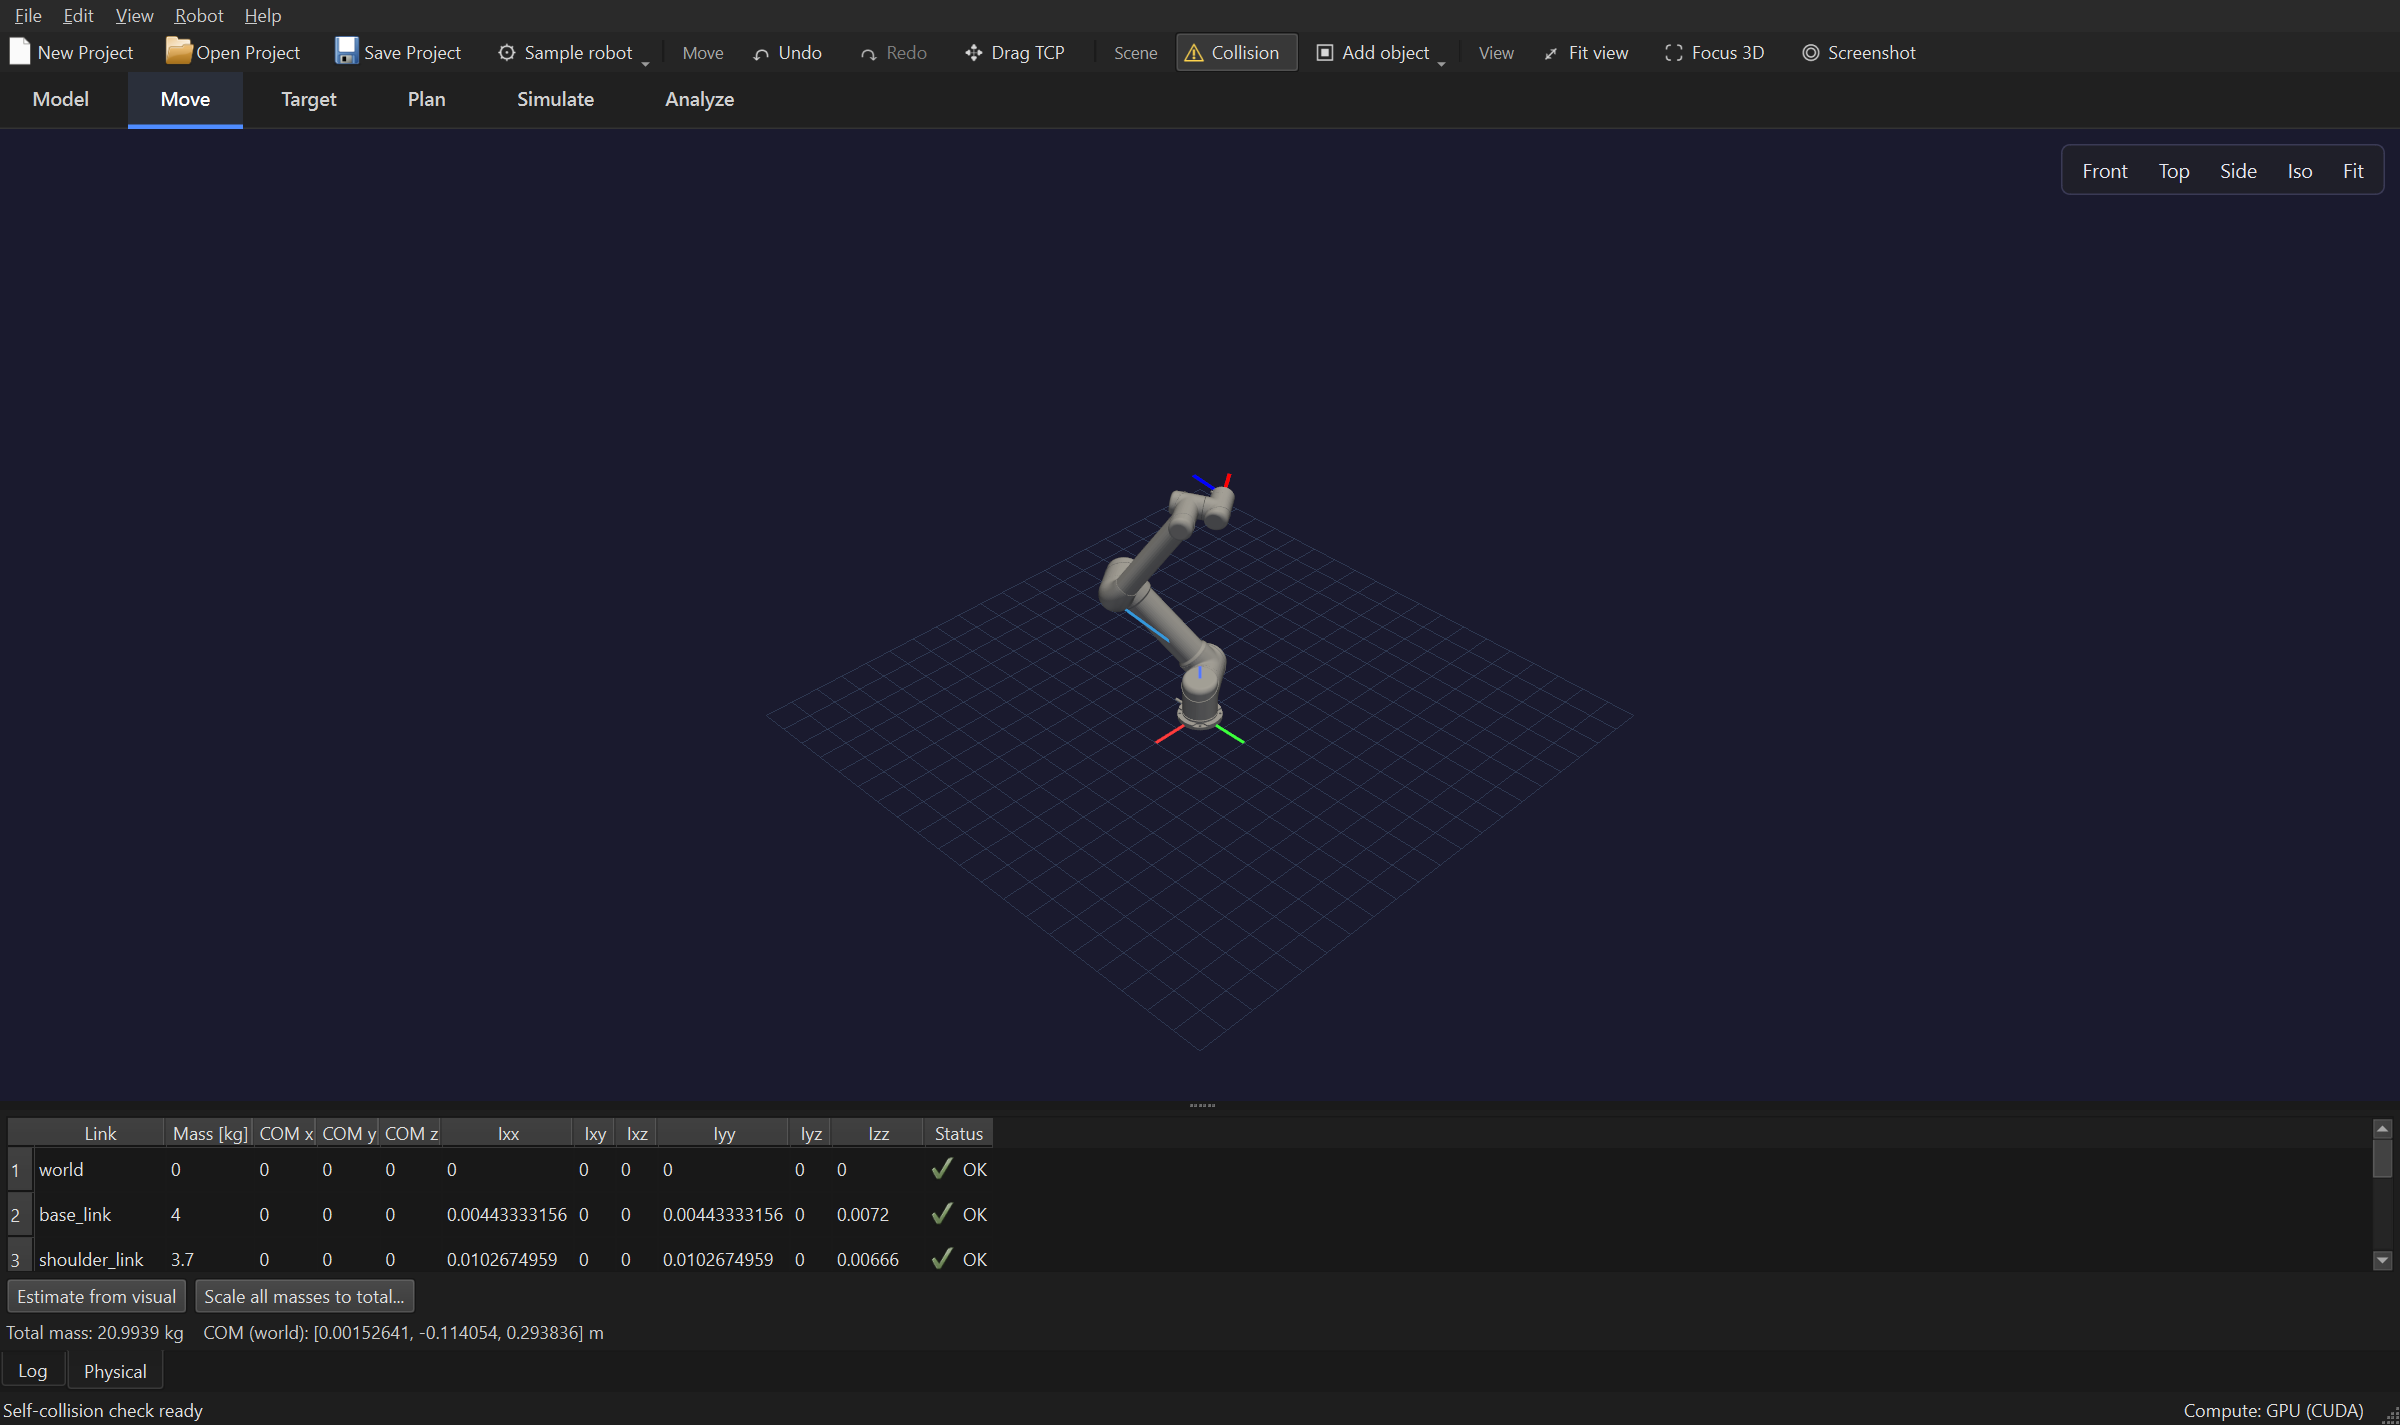 File Edit View Robot Help
New Project Open Project Save Project Sample robot Move Undo Redo Drag TCP Scene Collision Add object View Fit view Focus 3D Screenshot
Model Move Target Plan Simulate Analyze
Front Top Side Iso Fit
Link Mass [kg] COM x COM y COM z Ixx Ixy Ixz Iyy Iyz Izz Status
1 world 0 0 0 0 0 0 0 0 0 0 OK
2 base_link 4 0 0 0 0.00443333156 0 0 0.00443333156 0 0.0072 OK
3 shoulder_link 3.7 0 0 0 0.0102674959 0 0 0.0102674959 0 0.00666 OK
Estimate from visual Scale all masses to total...
Total mass: 20.9939 kg COM (world): [0.00152641, -0.114054, 0.293836] m
Log Physical
Self-collision check ready Compute: GPU (CUDA)